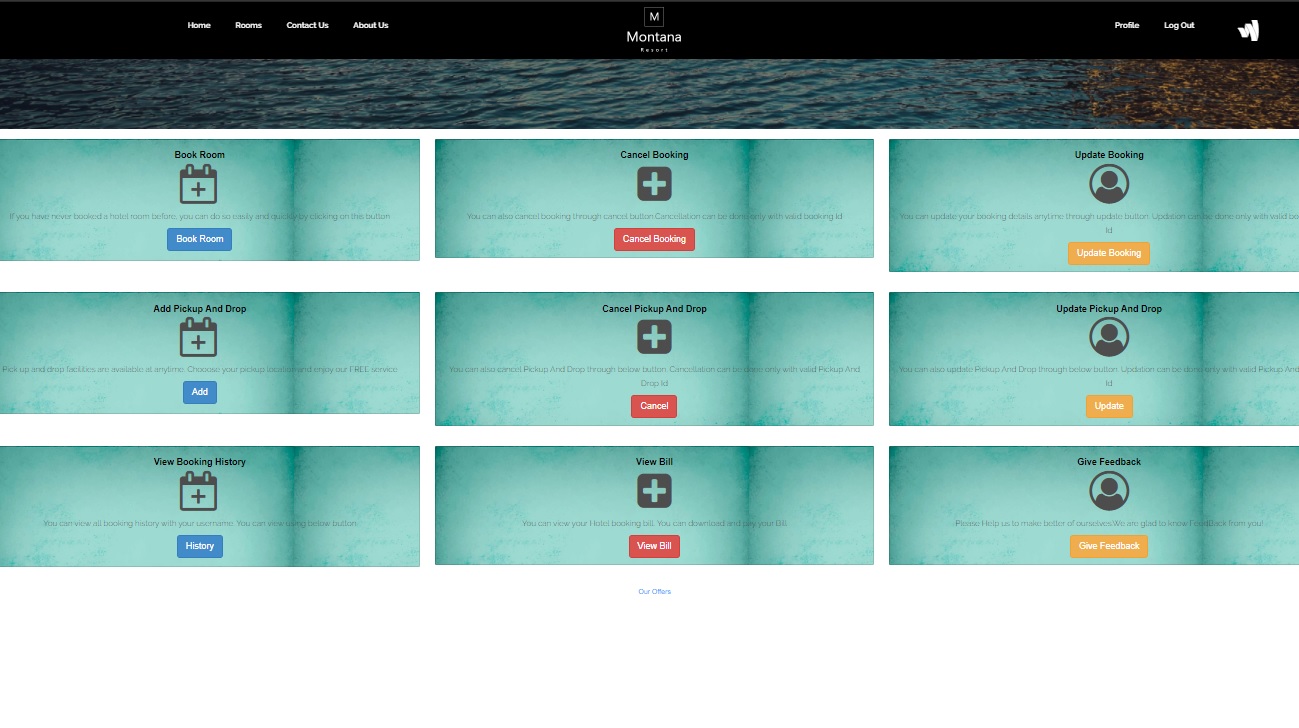 Home Rooms Contact Us About Us
M
Montana
Resort
Profile Log Out
Book Room
If you have never booked a hotel room before, you can do so easily and quickly by clicking on this button.
Book Room
Cancel Booking
You can also cancel booking through cancel button.Cancellation can be done only with valid booking Id
Cancel Booking
Update Booking
You can update your booking details anytime through update button. Updation can be done only with valid bo
Id
Update Booking
Add Pickup And Drop
Pick up and drop facilities are available at anytime. Chooose your pickup location and enjoy our FREE service
Add
Cancel Pickup And Drop
You can also cancel Pickup And Drop through below button. Cancellation can be done only with valid Pickup And
Drop Id
Cancel
Update Pickup And Drop
You can also update Pickup And Drop through below button. Updation can be done only with valid Pickup And
Id
Update
View Booking History
You can view all booking history with your username. You can view using below button.
History
View Bill
You can view your Hotel booking bill. You can download and pay your Bill
View Bill
Give Feedback
Please Help us to make better of ourselves.We are glad to know FeedBack from you!
Give Feedback
Our Offers